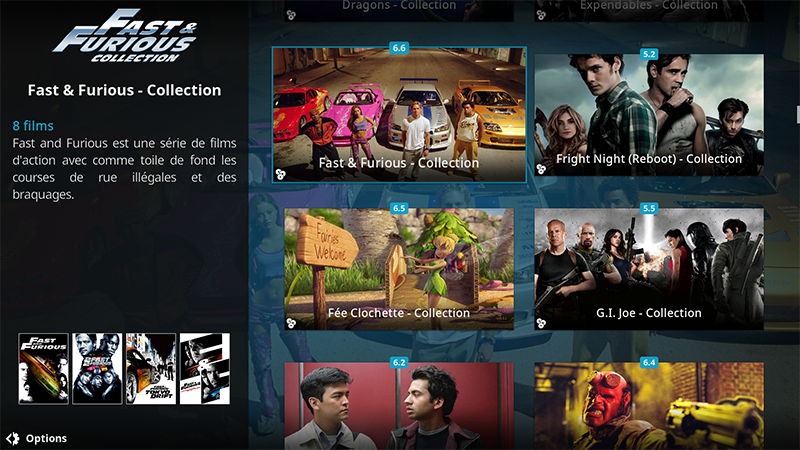 FAST &
FURIOUS
COLLECTION
Fast & Furious - Collection
8 films
Fast and Furious est une série de films
d'action avec comme toile de fond les
courses de rue illégales et des
braquages.
Options
Dragons - Collection
Expendables - Collection
6.6
Fast & Furious - Collection
5.2
Fright Night (Reboot) - Collection
6.5
Fairies
Welcome
Fée Clochette - Collection
5.5
G.I. Joe - Collection
6.2
6.4